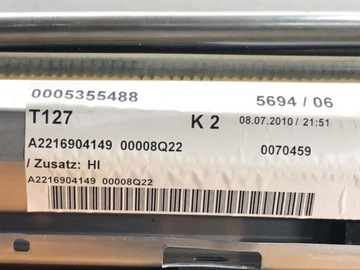 0005355488 5694 / 06
T127 K 2 08.07.2010 / 21:51
A2216904149 00008Q22 0070459
/ Zusatz: HI
A2216904149 00008Q22